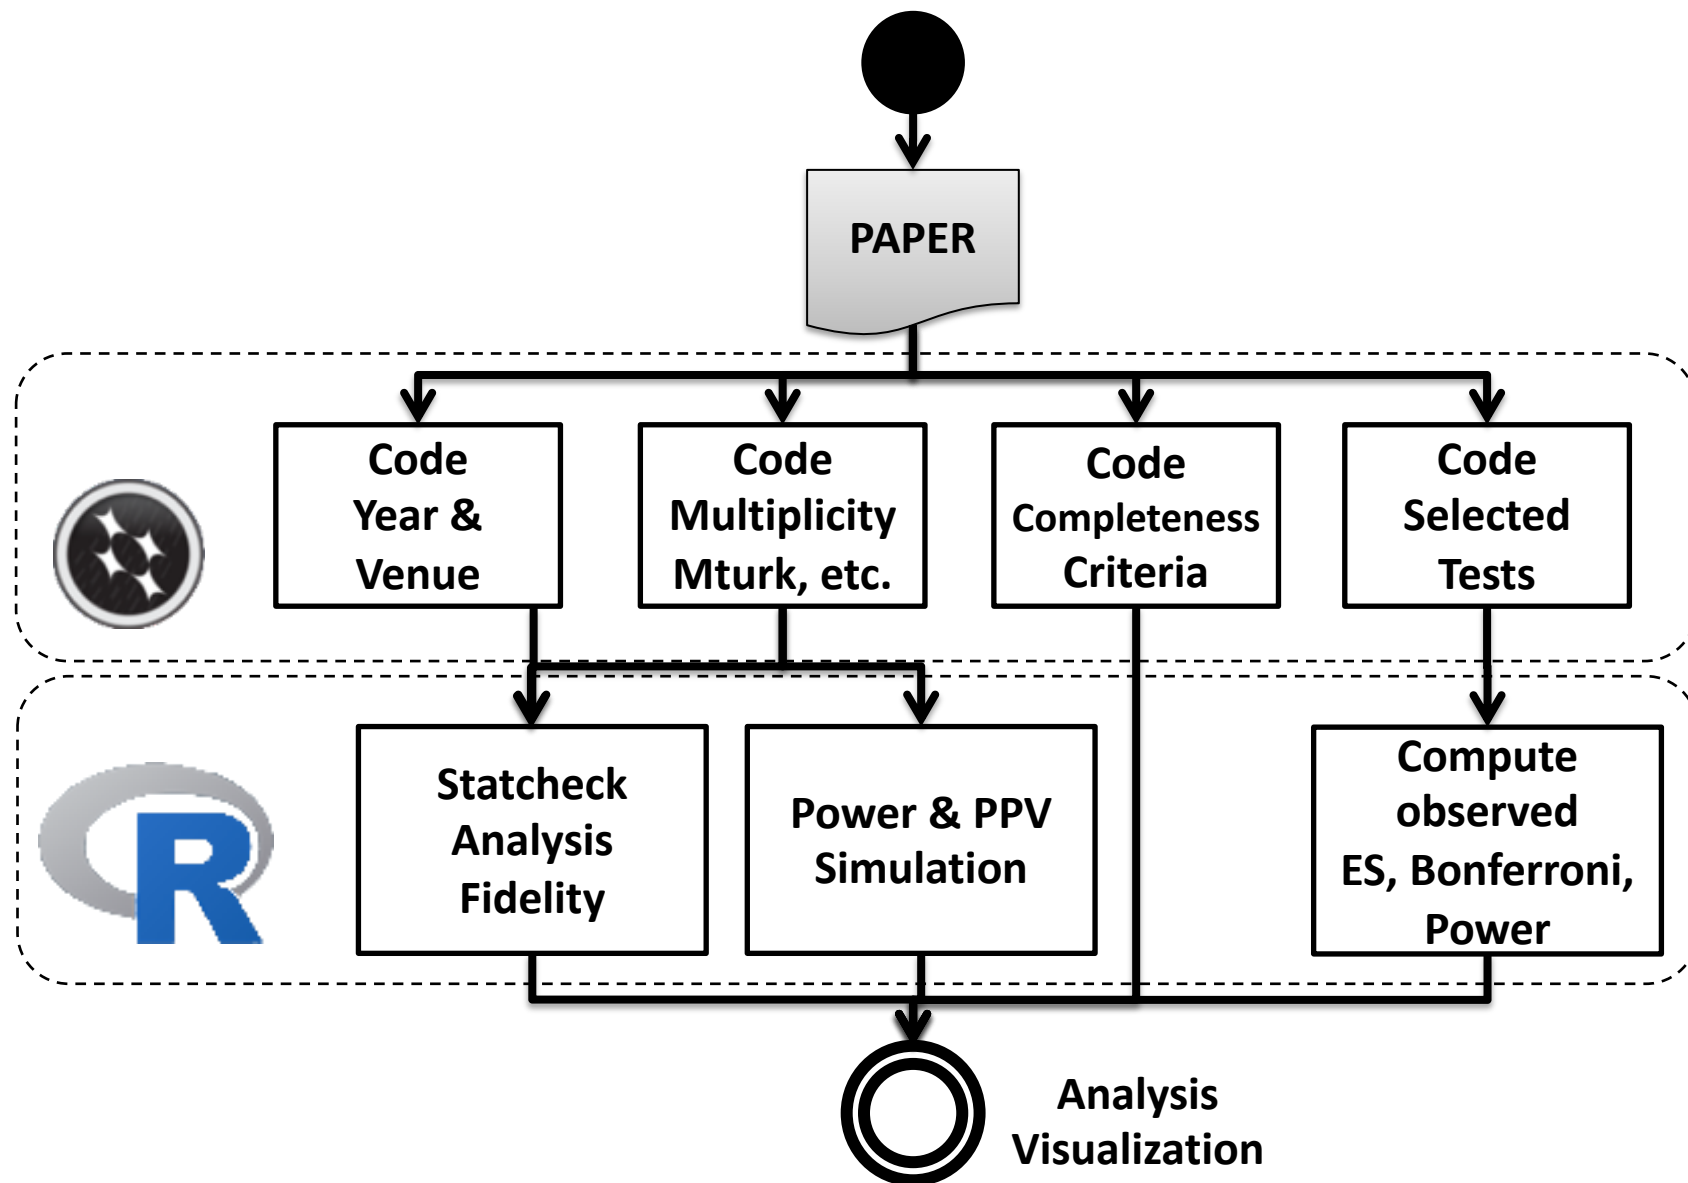 PAPER
Code
Year &
Venue
Code
Multiplicity
Mturk, etc.
Code
Completeness
Criteria
Code
Selected
Tests
R
Statcheck
Analysis
Fidelity
Power & PPV
Simulation
Compute
observed
ES, Bonferroni,
Power
Analysis
Visualization